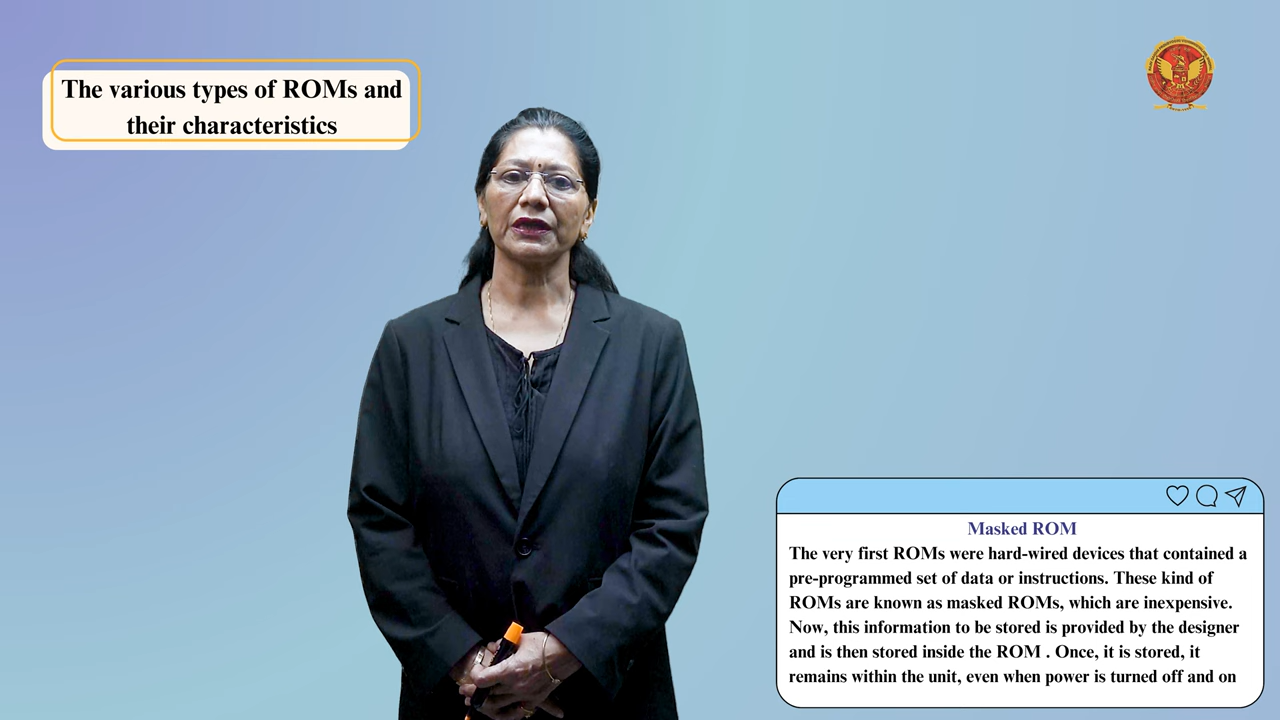 The various types of ROMs and
their characteristics
Masked ROM
The very first ROMs were hard-wired devices that contained a
pre-programmed set of data or instructions. These kind of
ROMs are known as masked ROMs, which are inexpensive.
Now, this information to be stored is provided by the designer
and is then stored inside the ROM . Once, it is stored, it
remains within the unit, even when power is turned off and on